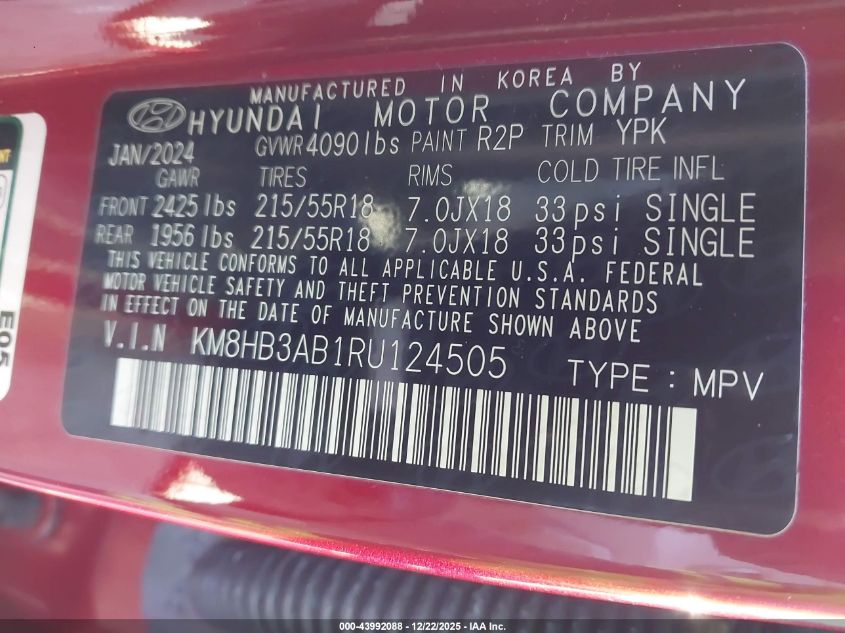 MANUFACTURED IN KOREA BY
HYUNDAI MOTOR COMPANY
JAN/2024 GVWR 4090 lbs PAINT R2P TRIM YPK
GAWR TIRES RIMS COLD TIRE INFL
FRONT 2425 lbs 215/55R18 7.0JX18 33psi SINGLE
REAR 1956 lbs 215/55R18 7.0JX18 33psi SINGLE
THIS VEHICLE CONFORMS TO ALL APPLICABLE U.S.A. FEDERAL
MOTOR VEHICLE SAFETY AND THEFT PREVENTION STANDARDS
IN EFFECT ON THE DATE OF MANUFACTURE SHOWN ABOVE
V.I.N KM8HB3AB1RU124505 TYPE : MPV
E05
000-43992088 - 12/22/2025 - IAA Inc.